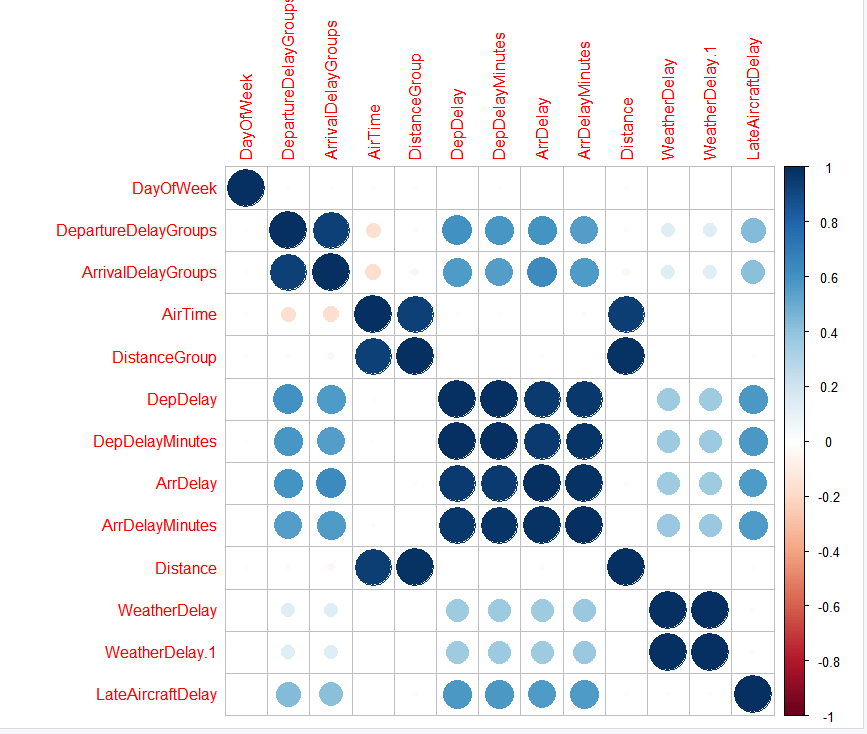 DayOfWeek
DepartureDelayGroups
ArrivalDelayGroups
AirTime
DistanceGroup
DepDelay
DepDelayMinutes
ArrDelay
ArrDelayMinutes
Distance
WeatherDelay
WeatherDelay.1
LateAircraftDelay
DayOfWeek
DepartureDelayGroups
ArrivalDelayGroups
AirTime
DistanceGroup
DepDelay
DepDelayMinutes
ArrDelay
ArrDelayMinutes
Distance
WeatherDelay
WeatherDelay.1
LateAircraftDelay
1
0.8
0.6
0.4
0.2
0
-0.2
-0.4
-0.6
-0.8
-1